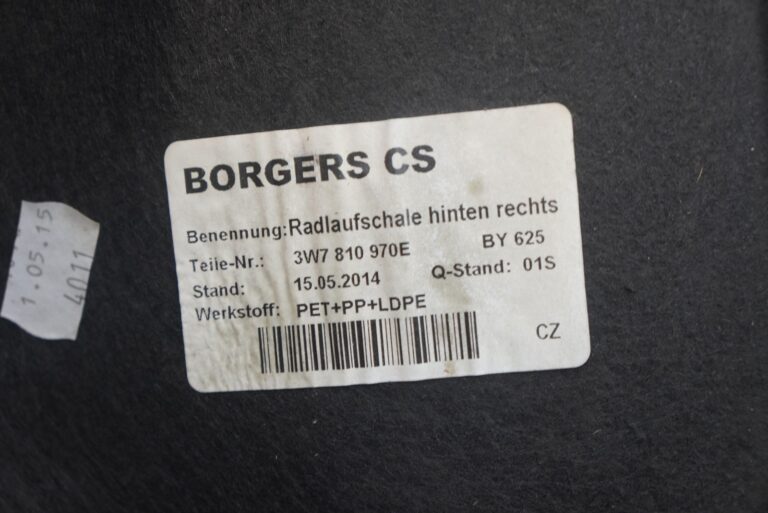 BORGERS CS
Benennung:Radlaufschale hinten rechts
Teile-Nr.: 3W7 810 970E BY 625
Stand: 15.05.2014 Q-Stand: 01S
Werkstoff: PET+PP+LDPE
CZ
1.05.15
4011